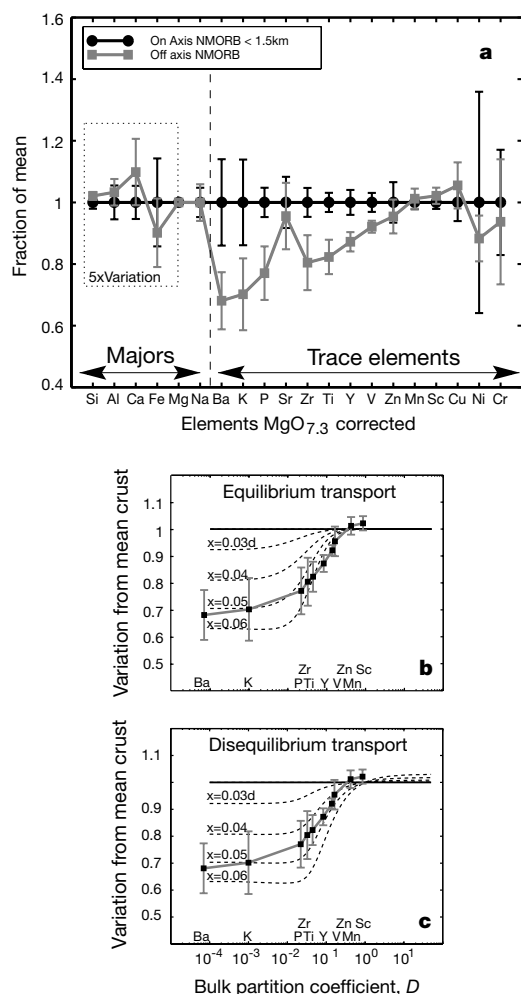 1.6
On Axis NMORB < 1.5km
Off axis NMORB
a
1.4
1.2
1
0.8
0.6
0.4
Fraction of mean
5xVariation
Majors
Trace elements
Si Al Ca Fe Mg Na Ba K P Sr Zr Ti Y V Zn Mn Sc Cu Ni Cr
Elements MgO7.3 corrected
Equilibrium transport
1.1
1
0.9
0.8
0.7
0.6
0.5
Variation from mean crust
x=0.03d
x=0.04
x=0.05
x=0.06
Zr Zn Sc
Ba K PTi Y VMn
b
Disequilibrium transport
1.1
1.0
0.9
0.8
0.7
0.6
0.5
Variation from mean crust
x=0.03d
x=0.04
x=0.05
x=0.06
Zr Zn Sc
Ba K PTi Y VMn
c
10-4 10-3 10-2 10-1 100 101
Bulk partition coefficient, D